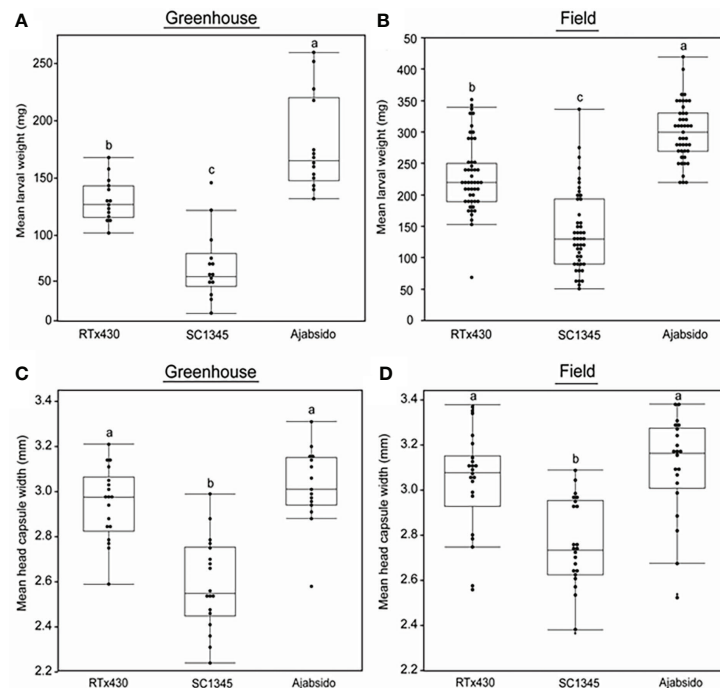 A Greenhouse
Mean larval weight (mg)
250
200
150
100
50
0
a
b
c
RTx430 SC1345 Ajabsido
B Field
Mean larval weight (mg)
50
450
400
350
300
250
200
150
100
50
0
a
b
c
RTx430 SC1345 Ajabsido
C Greenhouse
Mean head capsule width (mm)
3.4
3.2
3.0
2.8
2.6
2.4
2.2
a
a
b
RTx430 SC1345 Ajabsido
D Field
Mean head capsule width (mm)
3.4
3.2
3.0
2.8
2.6
2.4
2.2
a
a
b
RTx430 SC1345 Ajabsido